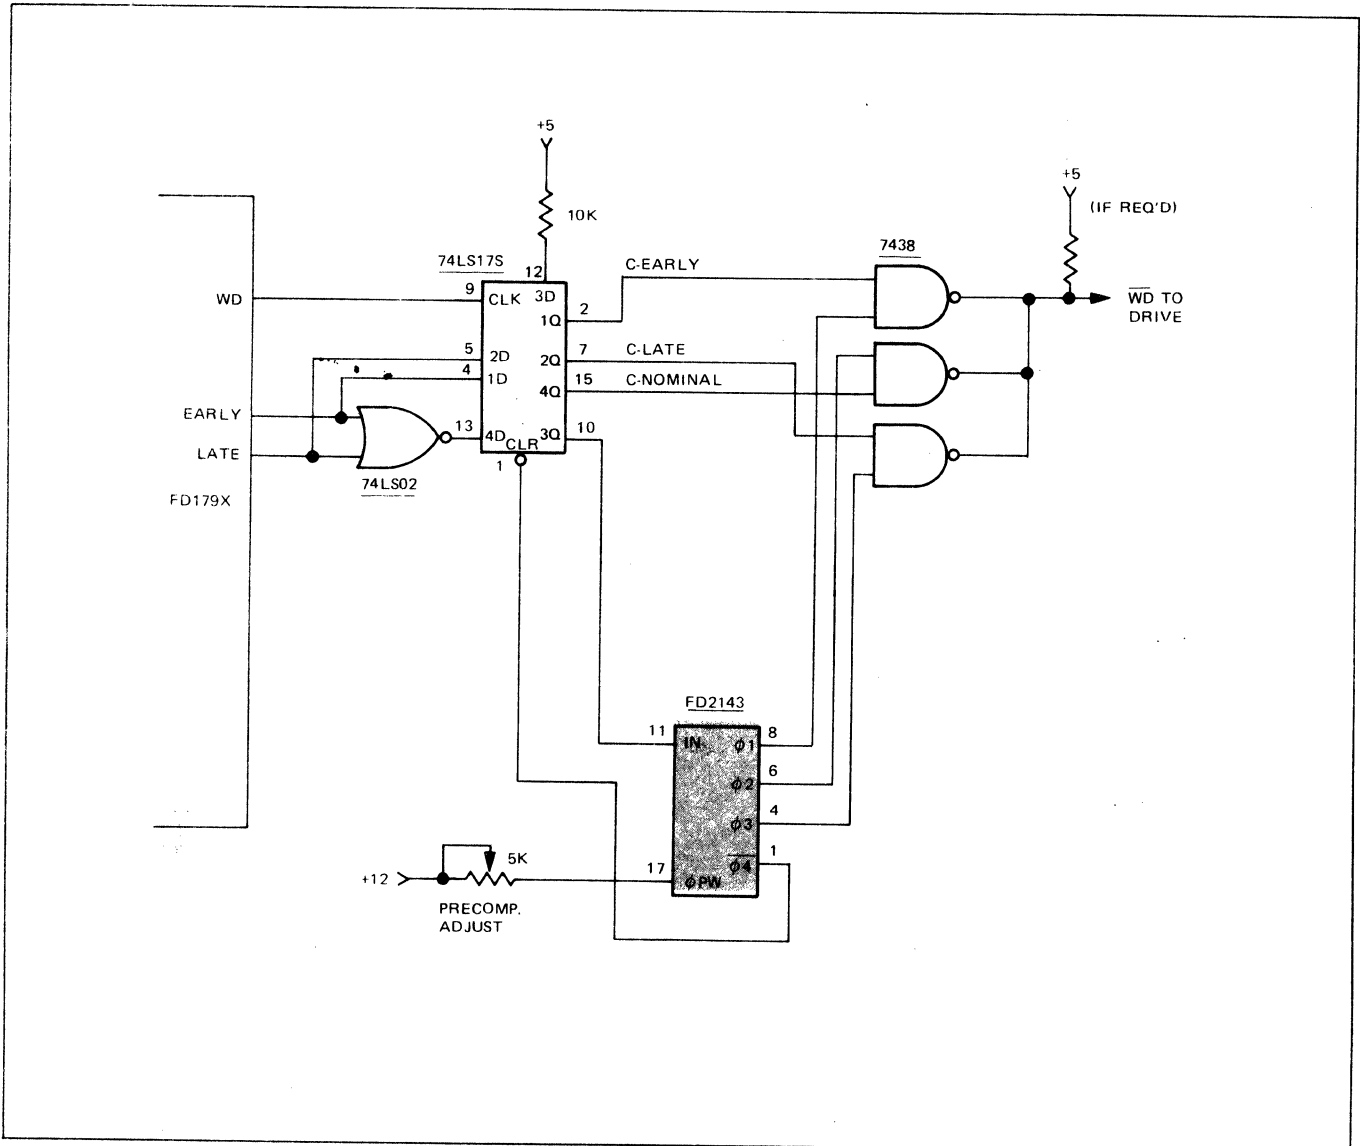 +5
10K
+5
(IF REQ'D)
7438
74LS17S
12
C-EARLY
WD
9
CLK
3D
1Q
2
WD TO
DRIVE
5
2D
2Q
7
C-LATE
4
1D
4Q
15
C-NOMINAL
EARLY
13
4D
3Q
10
CLR
LATE
1
74LS02
FD179X
FD2143
11
IN
ϕ1
8
ϕ2
6
ϕ3
4
ϕ4
1
5K
+12
17
ϕPW
PRECOMP.
ADJUST